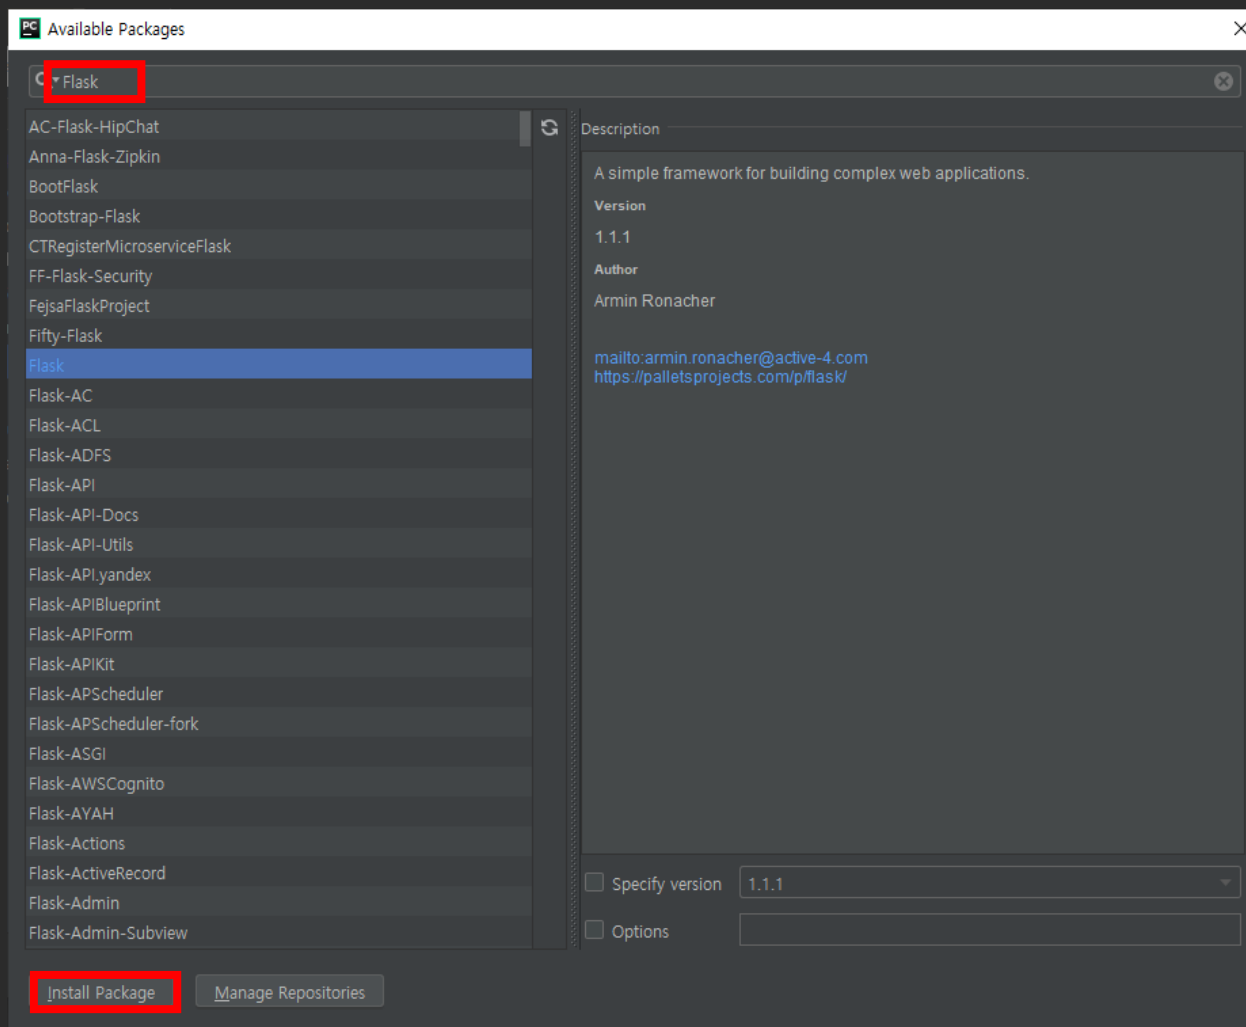 PC Available Packages
Flask
AC-Flask-HipChat
Anna-Flask-Zipkin
BootFlask
Bootstrap-Flask
CTRegisterMicroserviceFlask
FF-Flask-Security
FejsaFlaskProject
Fifty-Flask
Flask
Flask-AC
Flask-ACL
Flask-ADFS
Flask-API
Flask-API-Docs
Flask-API-Utils
Flask-API.yandex
Flask-APIBlueprint
Flask-APIForm
Flask-APIKit
Flask-APScheduler
Flask-APScheduler-fork
Flask-ASGI
Flask-AWSCognito
Flask-AYAH
Flask-Actions
Flask-ActiveRecord
Flask-Admin
Flask-Admin-Subview
Description
A simple framework for building complex web applications.
Version
1.1.1
Author
Armin Ronacher
mailto:armin.ronacher@active-4.com
https://palletsprojects.com/p/flask/
Specify version 1.1.1
Options
Install Package Manage Repositories